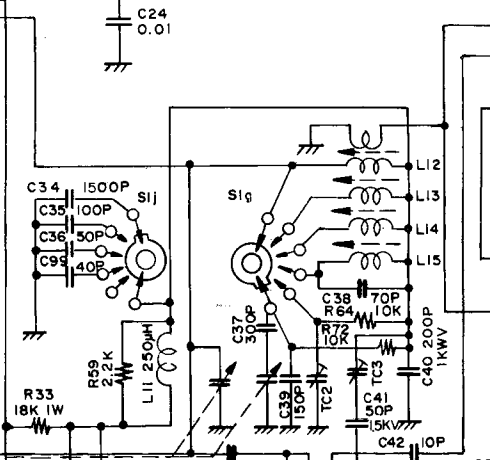 C24
0.01
C34 1500P
S1j
S1g
L12
C35 100P
L13
C36 50P
L14
C99 40P
L15
C38 70P
R64 10K
C37 300P
R72
10K
C40 200P
1KWV
R59
2.2K
L11 250μH
C39
150P
TC2
TC3
R33
18K 1W
C41
50P
1.5KV
C42 10P